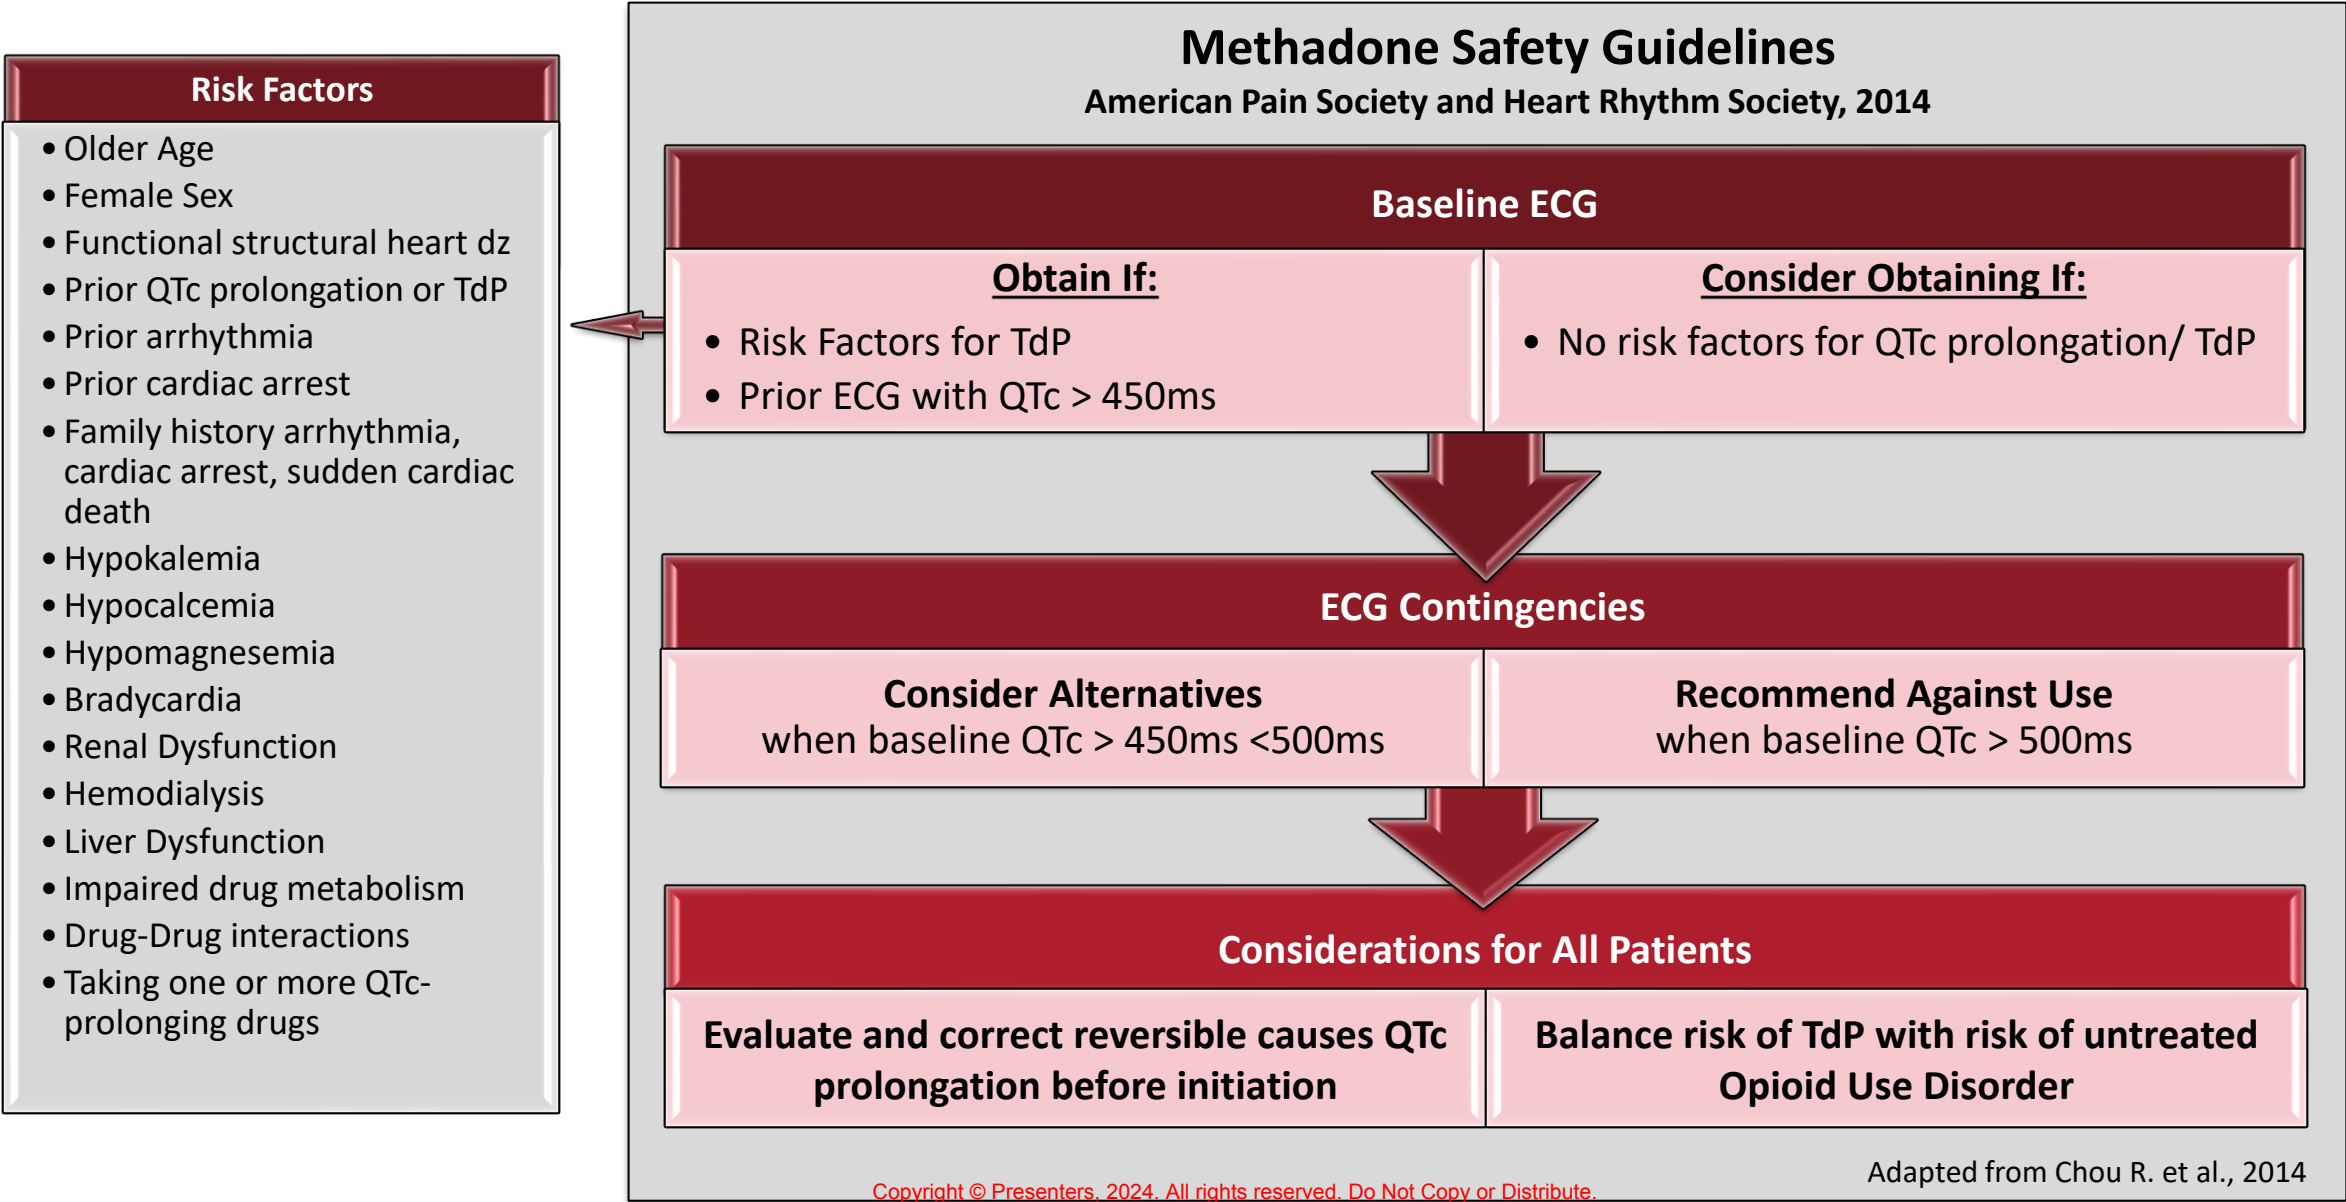 Methadone Safety Guidelines
American Pain Society and Heart Rhythm Society, 2014
Risk Factors
• Older Age
• Female Sex
• Functional structural heart dz
• Prior QTc prolongation or TdP
• Prior arrhythmia
• Prior cardiac arrest
• Family history arrhythmia,
cardiac arrest, sudden cardiac
death
• Hypokalemia
• Hypocalcemia
• Hypomagnesemia
• Bradycardia
• Renal Dysfunction
• Hemodialysis
• Liver Dysfunction
• Impaired drug metabolism
• Drug-Drug interactions
• Taking one or more QTc-
prolonging drugs
Baseline ECG
Obtain If:
• Risk Factors for TdP
• Prior ECG with QTc > 450ms
Consider Obtaining If:
• No risk factors for QTc prolongation/ TdP
ECG Contingencies
Consider Alternatives
when baseline QTc > 450ms <500ms
Recommend Against Use
when baseline QTc > 500ms
Considerations for All Patients
Evaluate and correct reversible causes QTc
prolongation before initiation
Balance risk of TdP with risk of untreated
Opioid Use Disorder
Adapted from Chou R. et al., 2014
Copyright © Presenters, 2024. All rights reserved. Do Not Copy or Distribute.